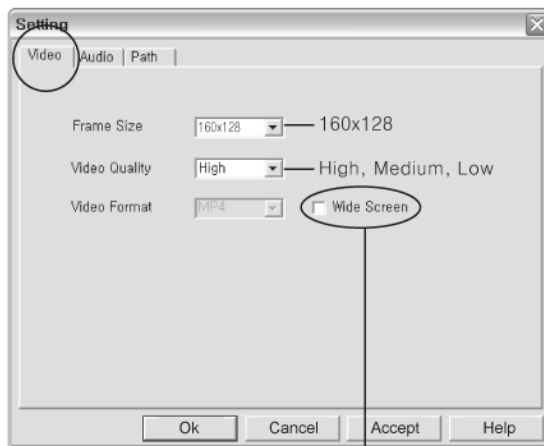 Setting
Video Audio Path
Frame Size 160x128 160x128
Video Quality High High, Medium, Low
Video Format MP4 Wide Screen
Ok Cancel Accept Help